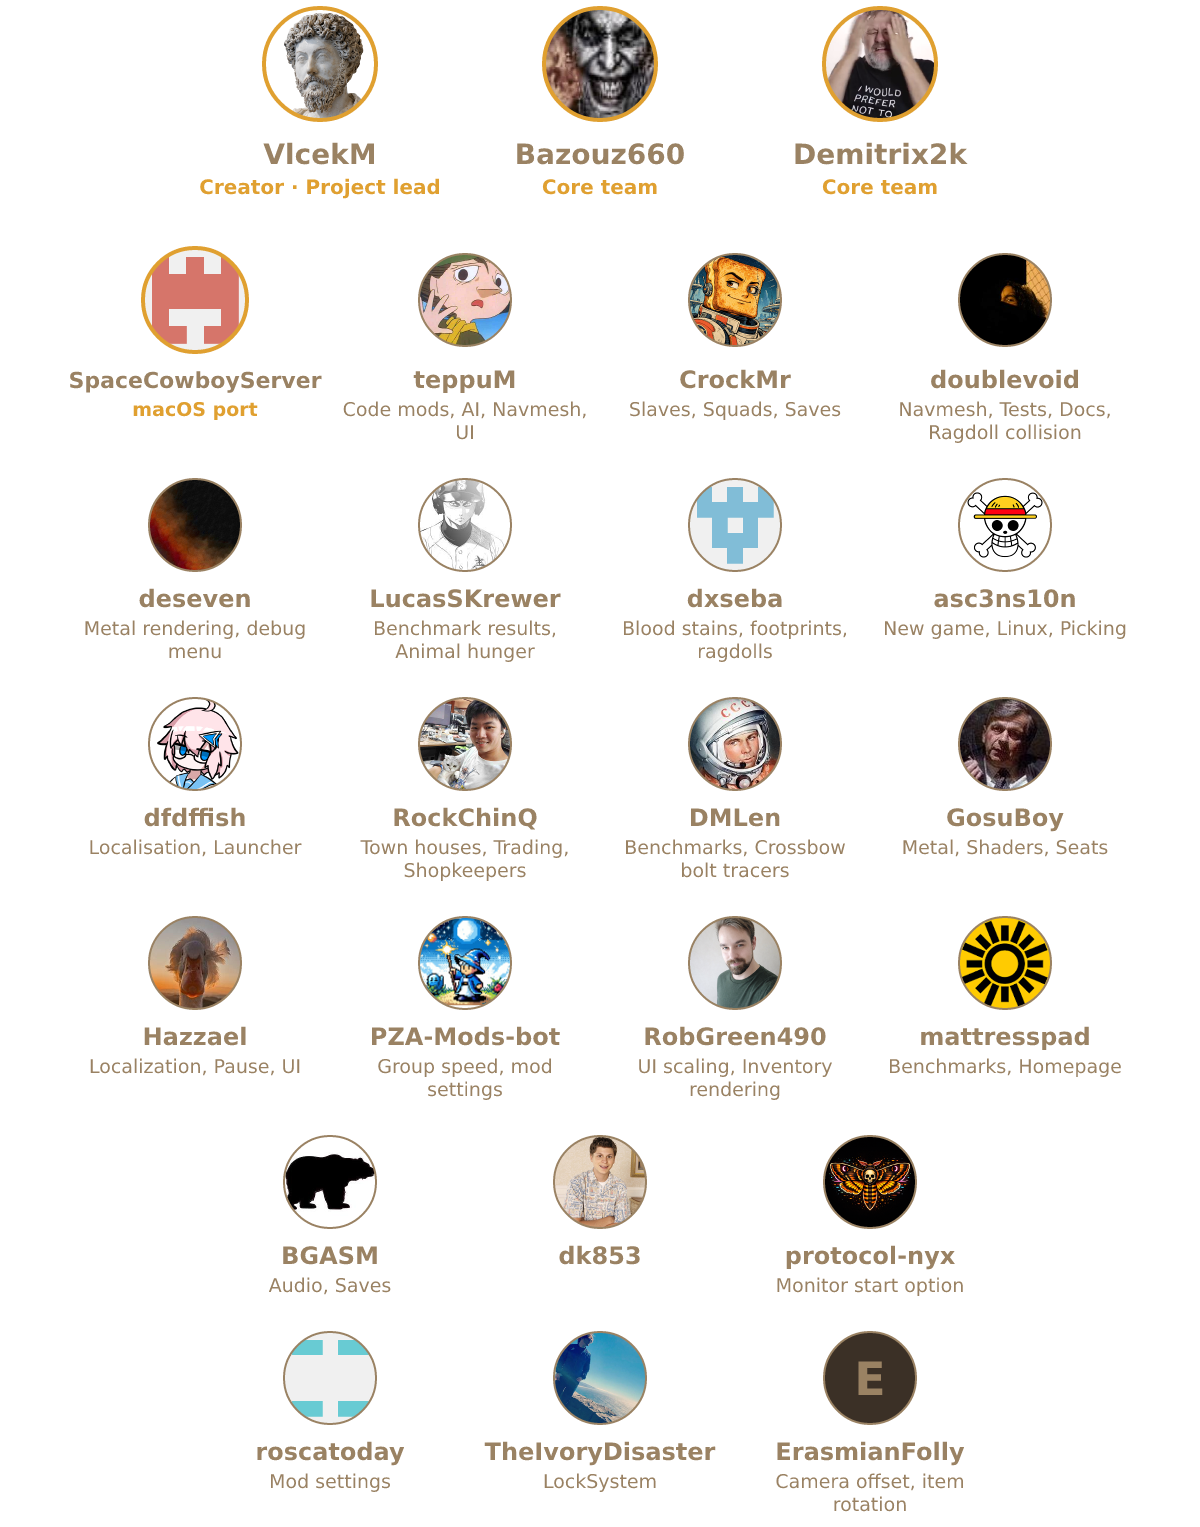 I WOULD
PREFER
NOT TO
VlcekM
Bazouz660
Demitrix2k
Creator · Project lead
Core team
Core team
SpaceCowboyServer
teppuM
CrockMr
doublevoid
macOS port
Code mods, AI, Navmesh,
UI
Slaves, Squads, Saves
Navmesh, Tests, Docs,
Ragdoll collision
deseven
LucasSKrewer
dxseba
asc3ns10n
Metal rendering, debug
menu
Benchmark results,
Animal hunger
Blood stains, footprints,
ragdolls
New game, Linux, Picking
CCC
dfdffish
RockChinQ
DMLen
GosuBoy
Localisation, Launcher
Town houses, Trading,
Shopkeepers
Benchmarks, Crossbow
bolt tracers
Metal, Shaders, Seats
Hazzael
PZA-Mods-bot
RobGreen490
mattresspad
Localization, Pause, UI
Group speed, mod
settings
UI scaling, Inventory
rendering
Benchmarks, Homepage
BGASM
dk853
protocol-nyx
Audio, Saves
Monitor start option
E
roscatoday
TheIvoryDisaster
ErasmianFolly
Mod settings
LockSystem
Camera offset, item
rotation